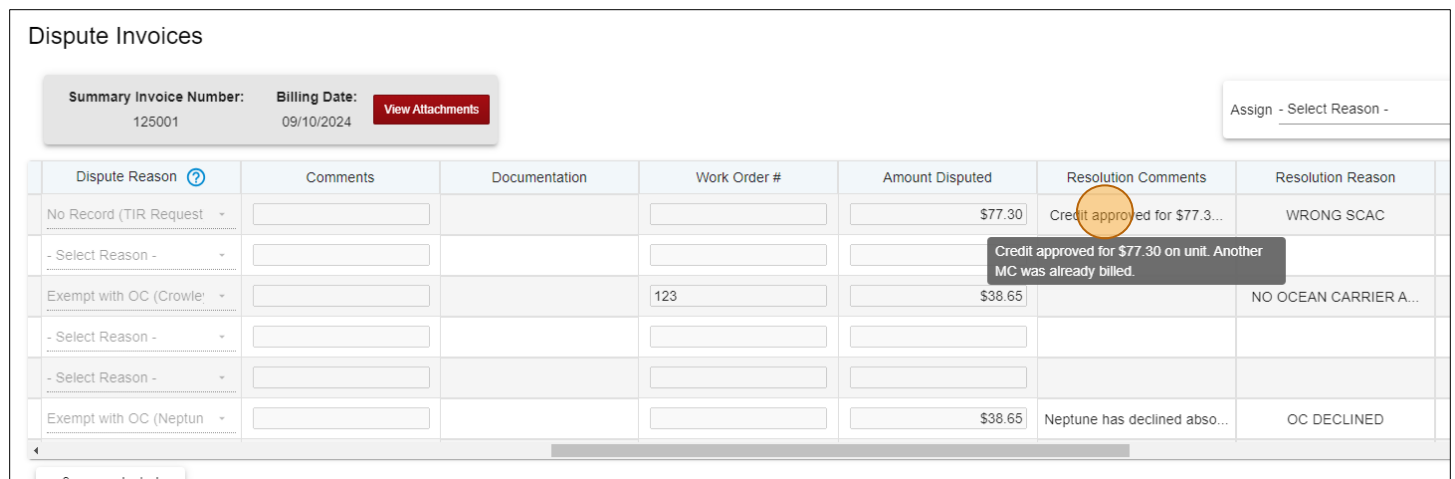 Dispute Invoices
Summary Invoice Number: Billing Date: View Attachments
125001 09/10/2024
Assign - Select Reason -
Dispute Reason ? Comments Documentation Work Order # Amount Disputed Resolution Comments Resolution Reason
No Record (TIR Request $77.30 Credit approved for $77.3... WRONG SCAC
- Select Reason -
Credit approved for $77.30 on unit. Another
MC was already billed.
Exempt with OC (Crowle 123 $38.65 NO OCEAN CARRIER A...
- Select Reason -
- Select Reason -
Exempt with OC (Neptun $38.65 Neptune has declined abso... OC DECLINED